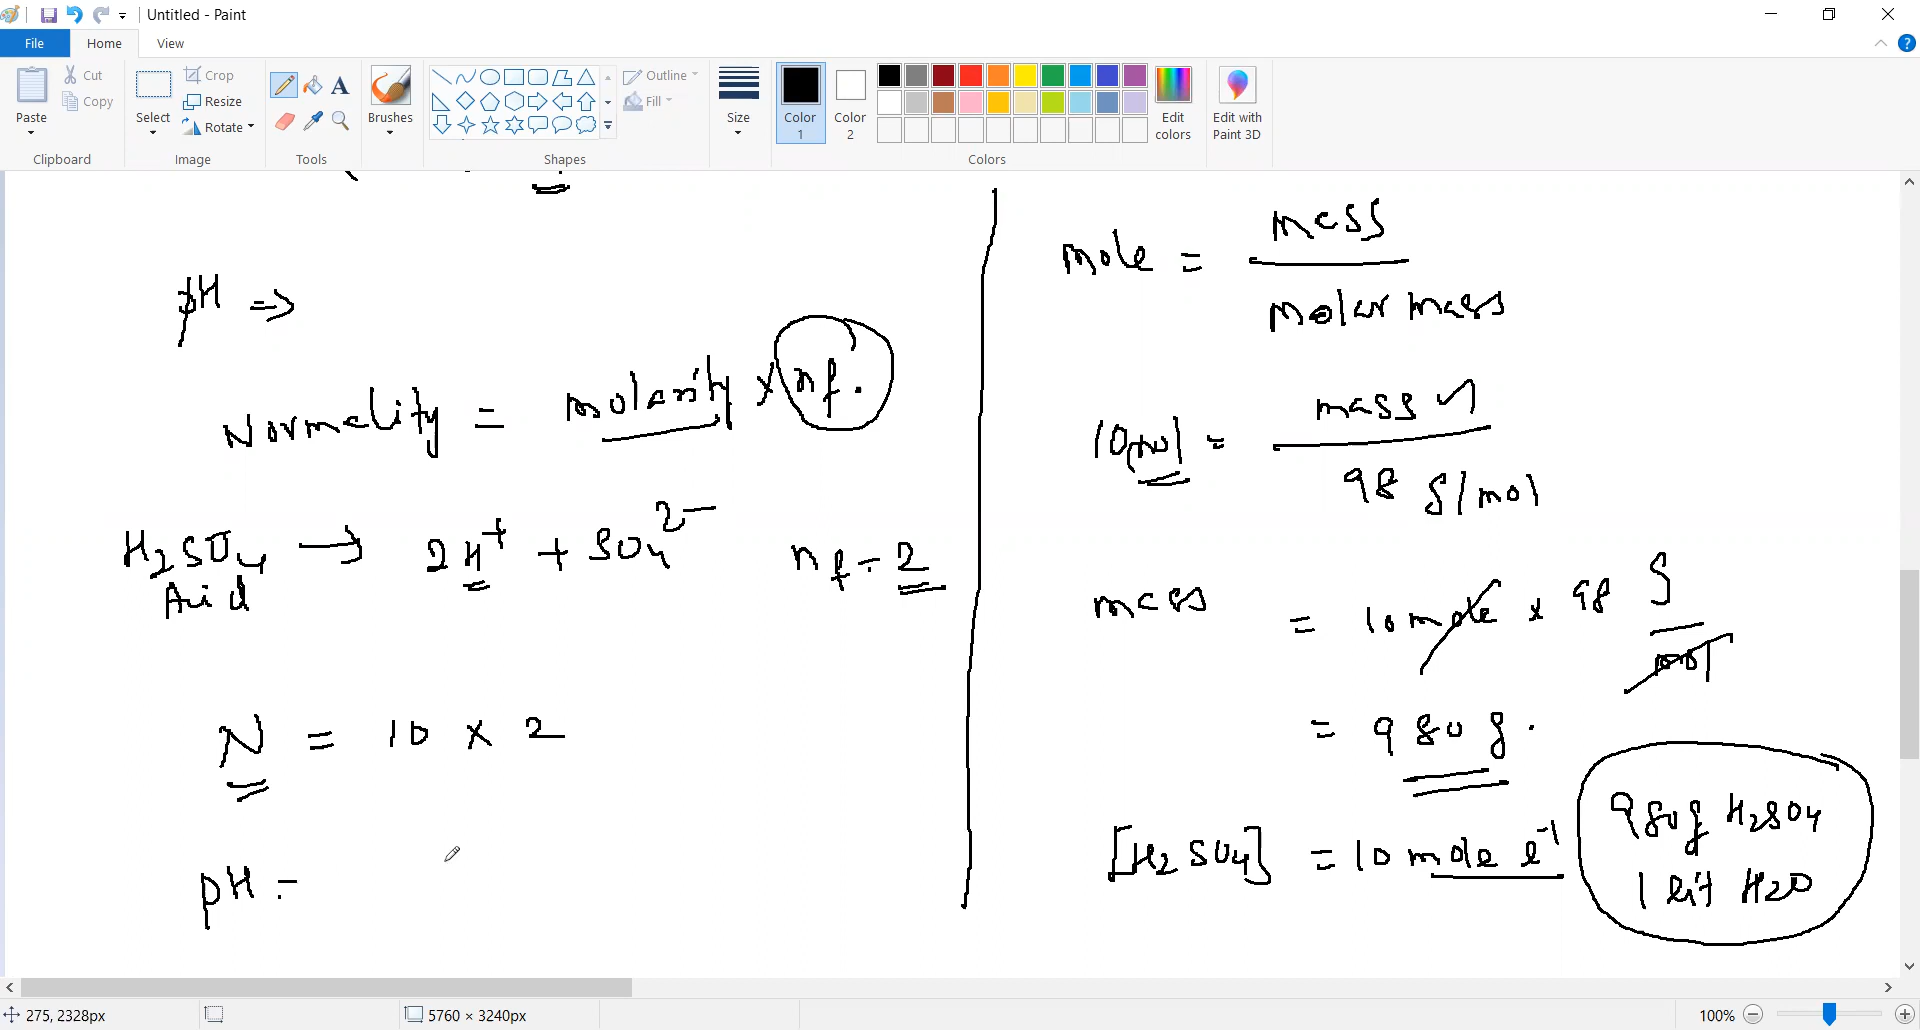 Untitled - Paint
File Home View
Cut
Copy
Paste
Clipboard
Crop
Resize
Rotate
Select
Image
Tools
Brushes
Outline
Fill
Shapes
Size
Color 1
Color 2
Colors
Edit colors
Edit with Paint 3D
pH ⇒
Normality = molarity × nf.
H2SO4 → 2H+ + SO4 2− nf = 2
Acid
N = 10 × 2
pH =
mole = mass
molar mass
10mol = mass
98 g/mol
mass = 10 mole × 98 g
mol
= 980 g.
[H2SO4] = 10 mole l-1
980g H2SO4
1 lit H2O
275, 2328px
5760 × 3240px
100%